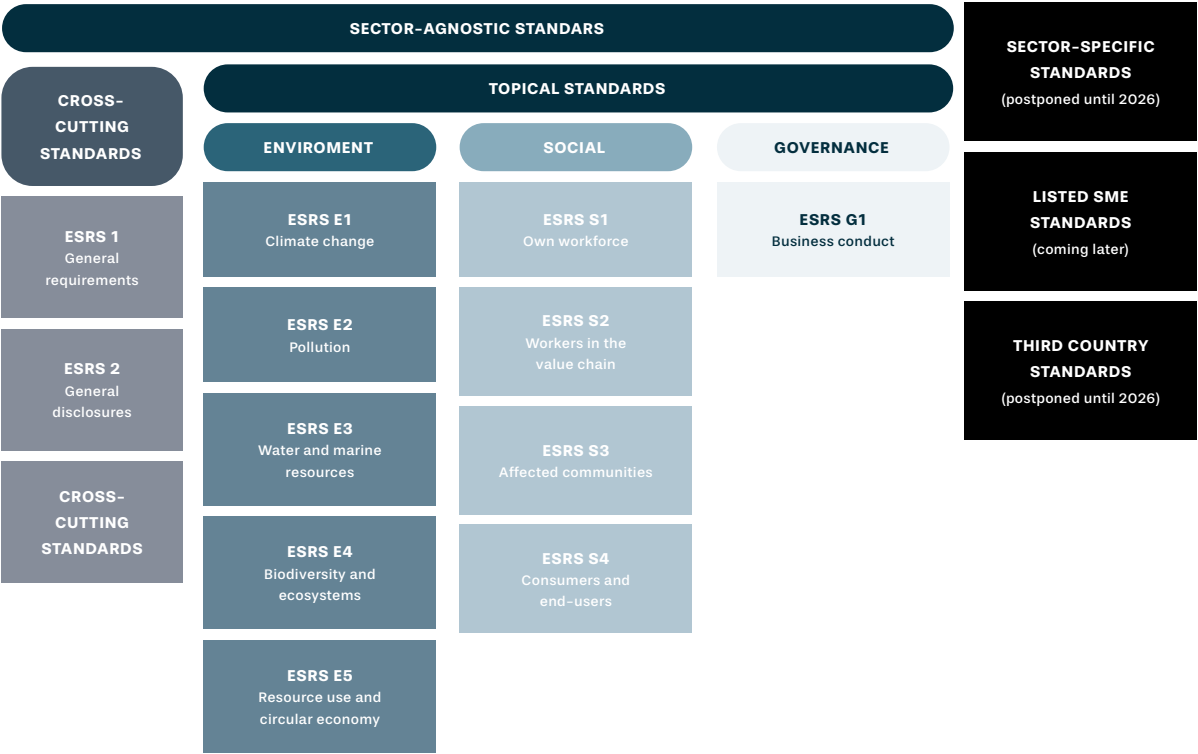 SECTOR-AGNOSTIC STANDARS
CROSS-
CUTTING
STANDARDS
ESRS 1
General
requirements
ESRS 2
General
disclosures
CROSS-
CUTTING
STANDARDS
TOPICAL STANDARDS
ENVIROMENT
ESRS E1
Climate change
ESRS E2
Pollution
ESRS E3
Water and marine
resources
ESRS E4
Biodiversity and
ecosystems
ESRS E5
Resource use and
circular economy
SOCIAL
ESRS S1
Own workforce
ESRS S2
Workers in the
value chain
ESRS S3
Affected communities
ESRS S4
Consumers and
end-users
GOVERNANCE
ESRS G1
Business conduct
SECTOR-SPECIFIC
STANDARDS
(postponed until 2026)
LISTED SME
STANDARDS
(coming later)
THIRD COUNTRY
STANDARDS
(postponed until 2026)